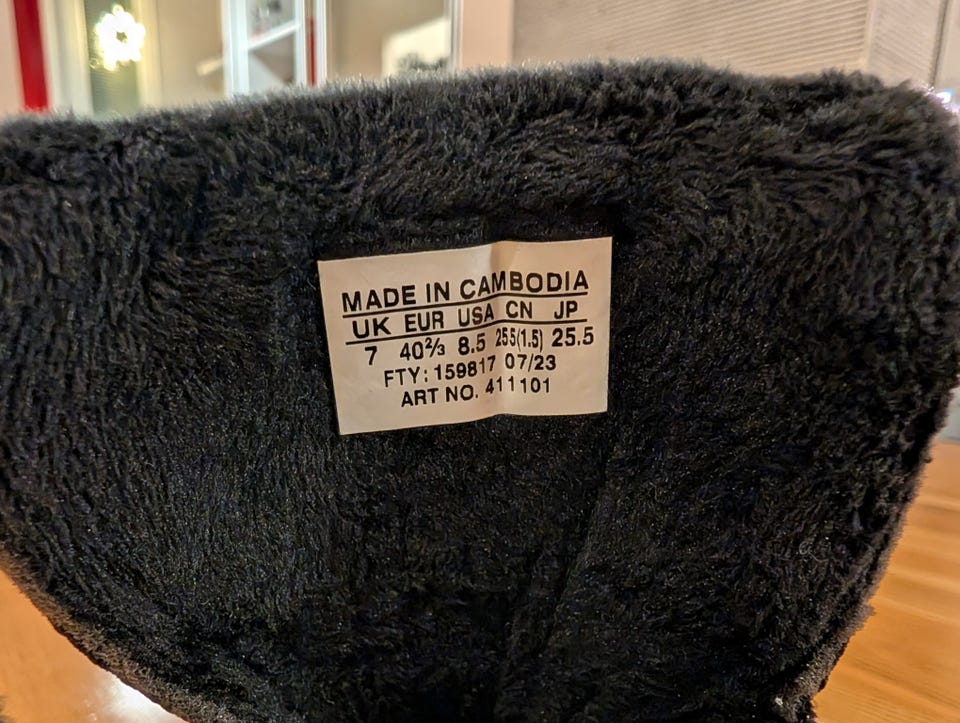 MADE IN CAMBODIA
UK EUR USA CN JP
7 40⅔ 8.5 255(1.5) 25.5
FTY: 159817 07/23
ART NO. 411101